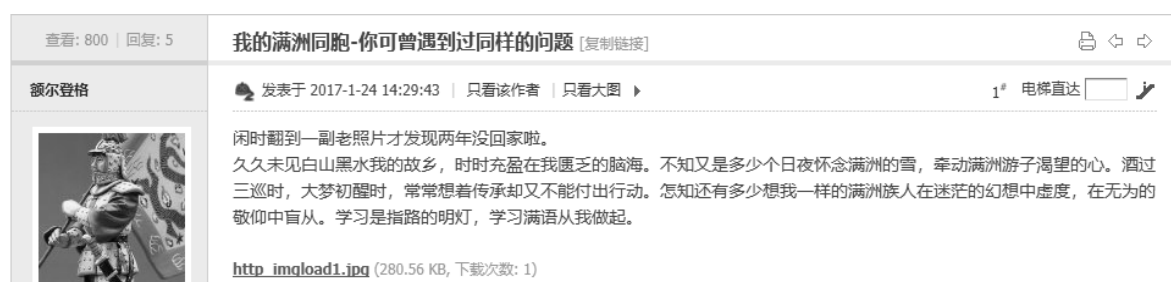 查看: 800 | 回复: 5
我的满洲同胞-你可曾遇到过同样的问题 [复制链接]
额尔登格
发表于 2017-1-24 14:29:43 | 只看该作者 | 只看大图
1# 电梯直达
闲时翻到一副老照片才发现两年没回家啦。
久久未见白山黑水我的故乡，时时充盈在我匮乏的脑海。不知又是多少个日夜怀念满洲的雪，牵动满洲游子渴望的心。酒过
三巡时，大梦初醒时，常常想着传承却又不能付出行动。怎知还有多少想我一样的满洲族人在迷茫的幻想中虚度，在无为的
敬仰中盲从。学习是指路的明灯，学习满语从我做起。
http_imgload1.jpg (280.56 KB, 下载次数: 1)